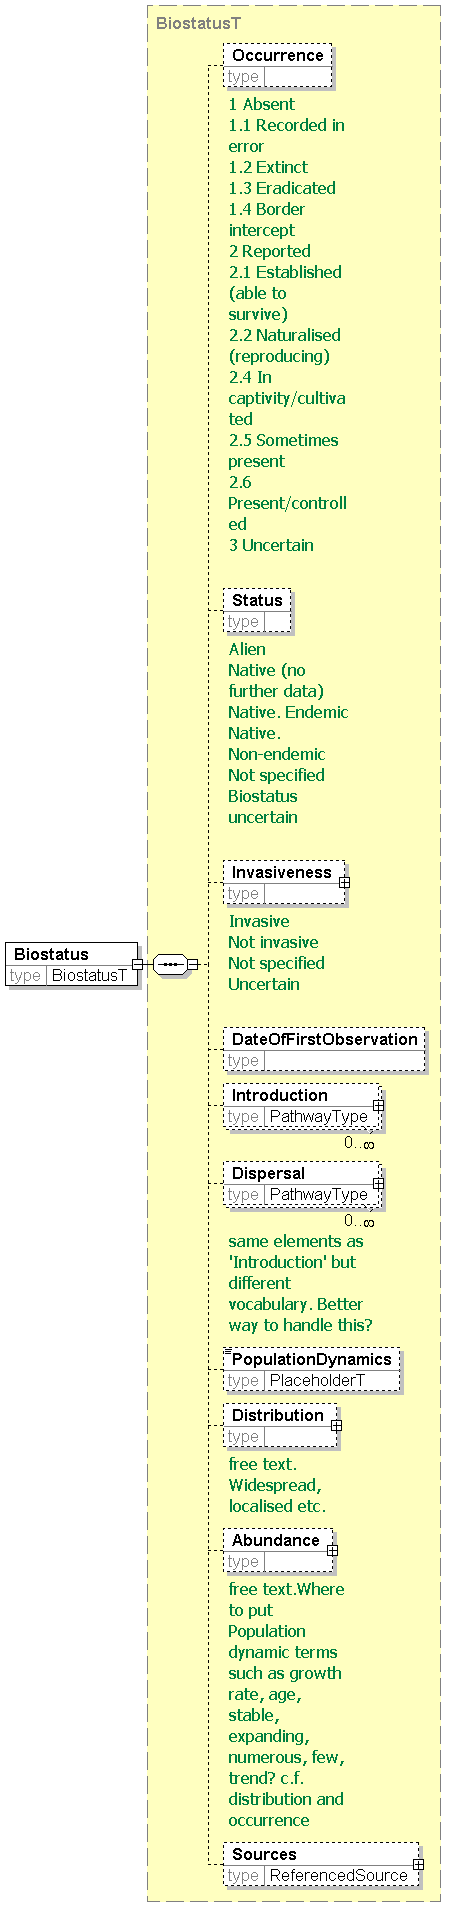 BiostatusT
Occurrence
type
1 Absent
1.1 Recorded in
error
1.2 Extinct
1.3 Eradicated
1.4 Border
intercept
2 Reported
2.1 Established
(able to
survive)
2.2 Naturalised
(reproducing)
2.4 In
captivity/cultiva
ted
2.5 Sometimes
present
2.6
Present/controll
ed
3 Uncertain
Status
type
Alien
Native (no
further data)
Native. Endemic
Native.
Non-endemic
Not specified
Biostatus
uncertain
Invasiveness
type
Invasive
Not invasive
Not specified
Uncertain
Biostatus
type BiostatusT
DateOfFirstObservation
type
Introduction
type PathwayType
0..∞
Dispersal
type PathwayType
0..∞
same elements as
'Introduction' but
different
vocabulary. Better
way to handle this?
PopulationDynamics
type PlaceholderT
Distribution
type
free text.
Widespread,
localised etc.
Abundance
type
free text.Where
to put
Population
dynamic terms
such as growth
rate, age,
stable,
expanding,
numerous, few,
trend? c.f.
distribution and
occurrence
Sources
type ReferencedSource